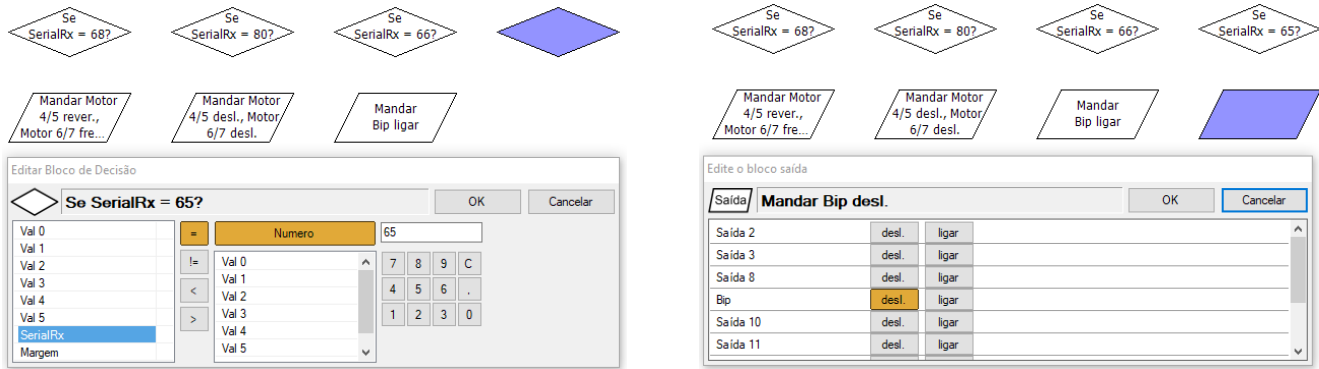 Se
SerialRx = 68?
Se
SerialRx = 80?
Se
SerialRx = 66?
Mandar Motor
4/5 rever.,
Motor 6/7 fre...
Mandar Motor
4/5 desl., Motor
6/7 desl.
Mandar
Bip ligar
Editar Bloco de Decisão
Se SerialRx = 65?
OK
Cancelar
Val 0
Val 1
Val 2
Val 3
Val 4
Val 5
SerialRx
Margem
=
!=
<
>
Numero
Val 0
Val 1
Val 2
Val 3
Val 4
Val 5
65
7 8 9 C
4 5 6 .
1 2 3 0
Se
SerialRx = 68?
Se
SerialRx = 80?
Se
SerialRx = 66?
Se
SerialRx = 65?
Mandar Motor
4/5 rever.,
Motor 6/7 fre...
Mandar Motor
4/5 desl., Motor
6/7 desl.
Mandar
Bip ligar
Edite o bloco saída
Saída
Mandar Bip desl.
OK
Cancelar
Saída 2 desl. ligar
Saída 3 desl. ligar
Saída 8 desl. ligar
Bip desl. ligar
Saída 10 desl. ligar
Saída 11 desl. ligar